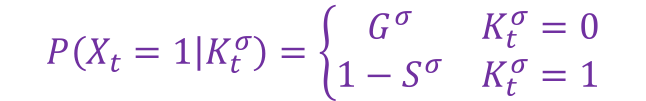 P(X_t = 1|K_t^σ) = { G^σ K_t^σ = 0
1 − S^σ K_t^σ = 1